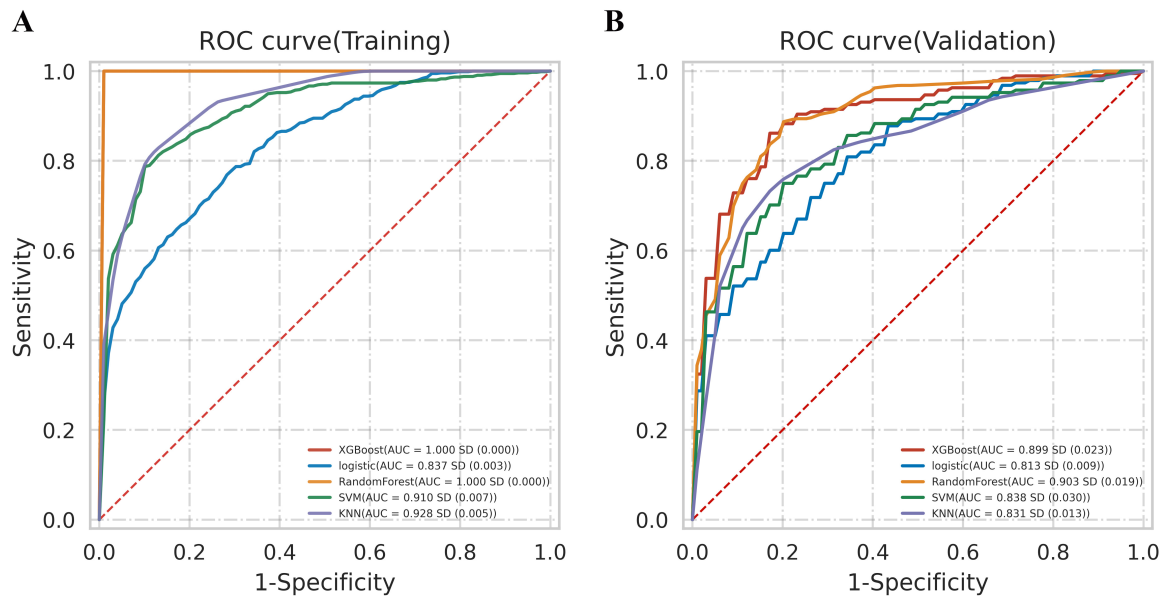 A
ROC curve(Training)
Sensitivity
1.0
0.8
0.6
0.4
0.2
0.0
XGBoost(AUC = 1.000 SD (0.000))
logistic(AUC = 0.837 SD (0.003))
RandomForest(AUC = 1.000 SD (0.000))
SVM(AUC = 0.910 SD (0.007))
KNN(AUC = 0.928 SD (0.005))
0.0 0.2 0.4 0.6 0.8 1.0
1-Specificity
B
ROC curve(Validation)
Sensitivity
1.0
0.8
0.6
0.4
0.2
0.0
XGBoost(AUC = 0.899 SD (0.023))
logistic(AUC = 0.813 SD (0.009))
RandomForest(AUC = 0.903 SD (0.019))
SVM(AUC = 0.838 SD (0.030))
KNN(AUC = 0.831 SD (0.013))
0.0 0.2 0.4 0.6 0.8 1.0
1-Specificity